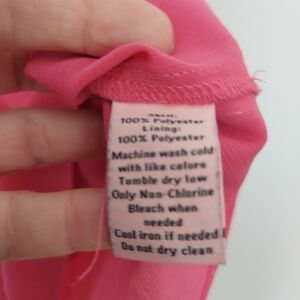 Shell:
100% Polyester
Lining:
100% Polyester
Machine wash cold
with like colors
Tumble dry low
Only Non-Chlorine
Bleach when
needed
Cool iron if needed
Do not dry clean